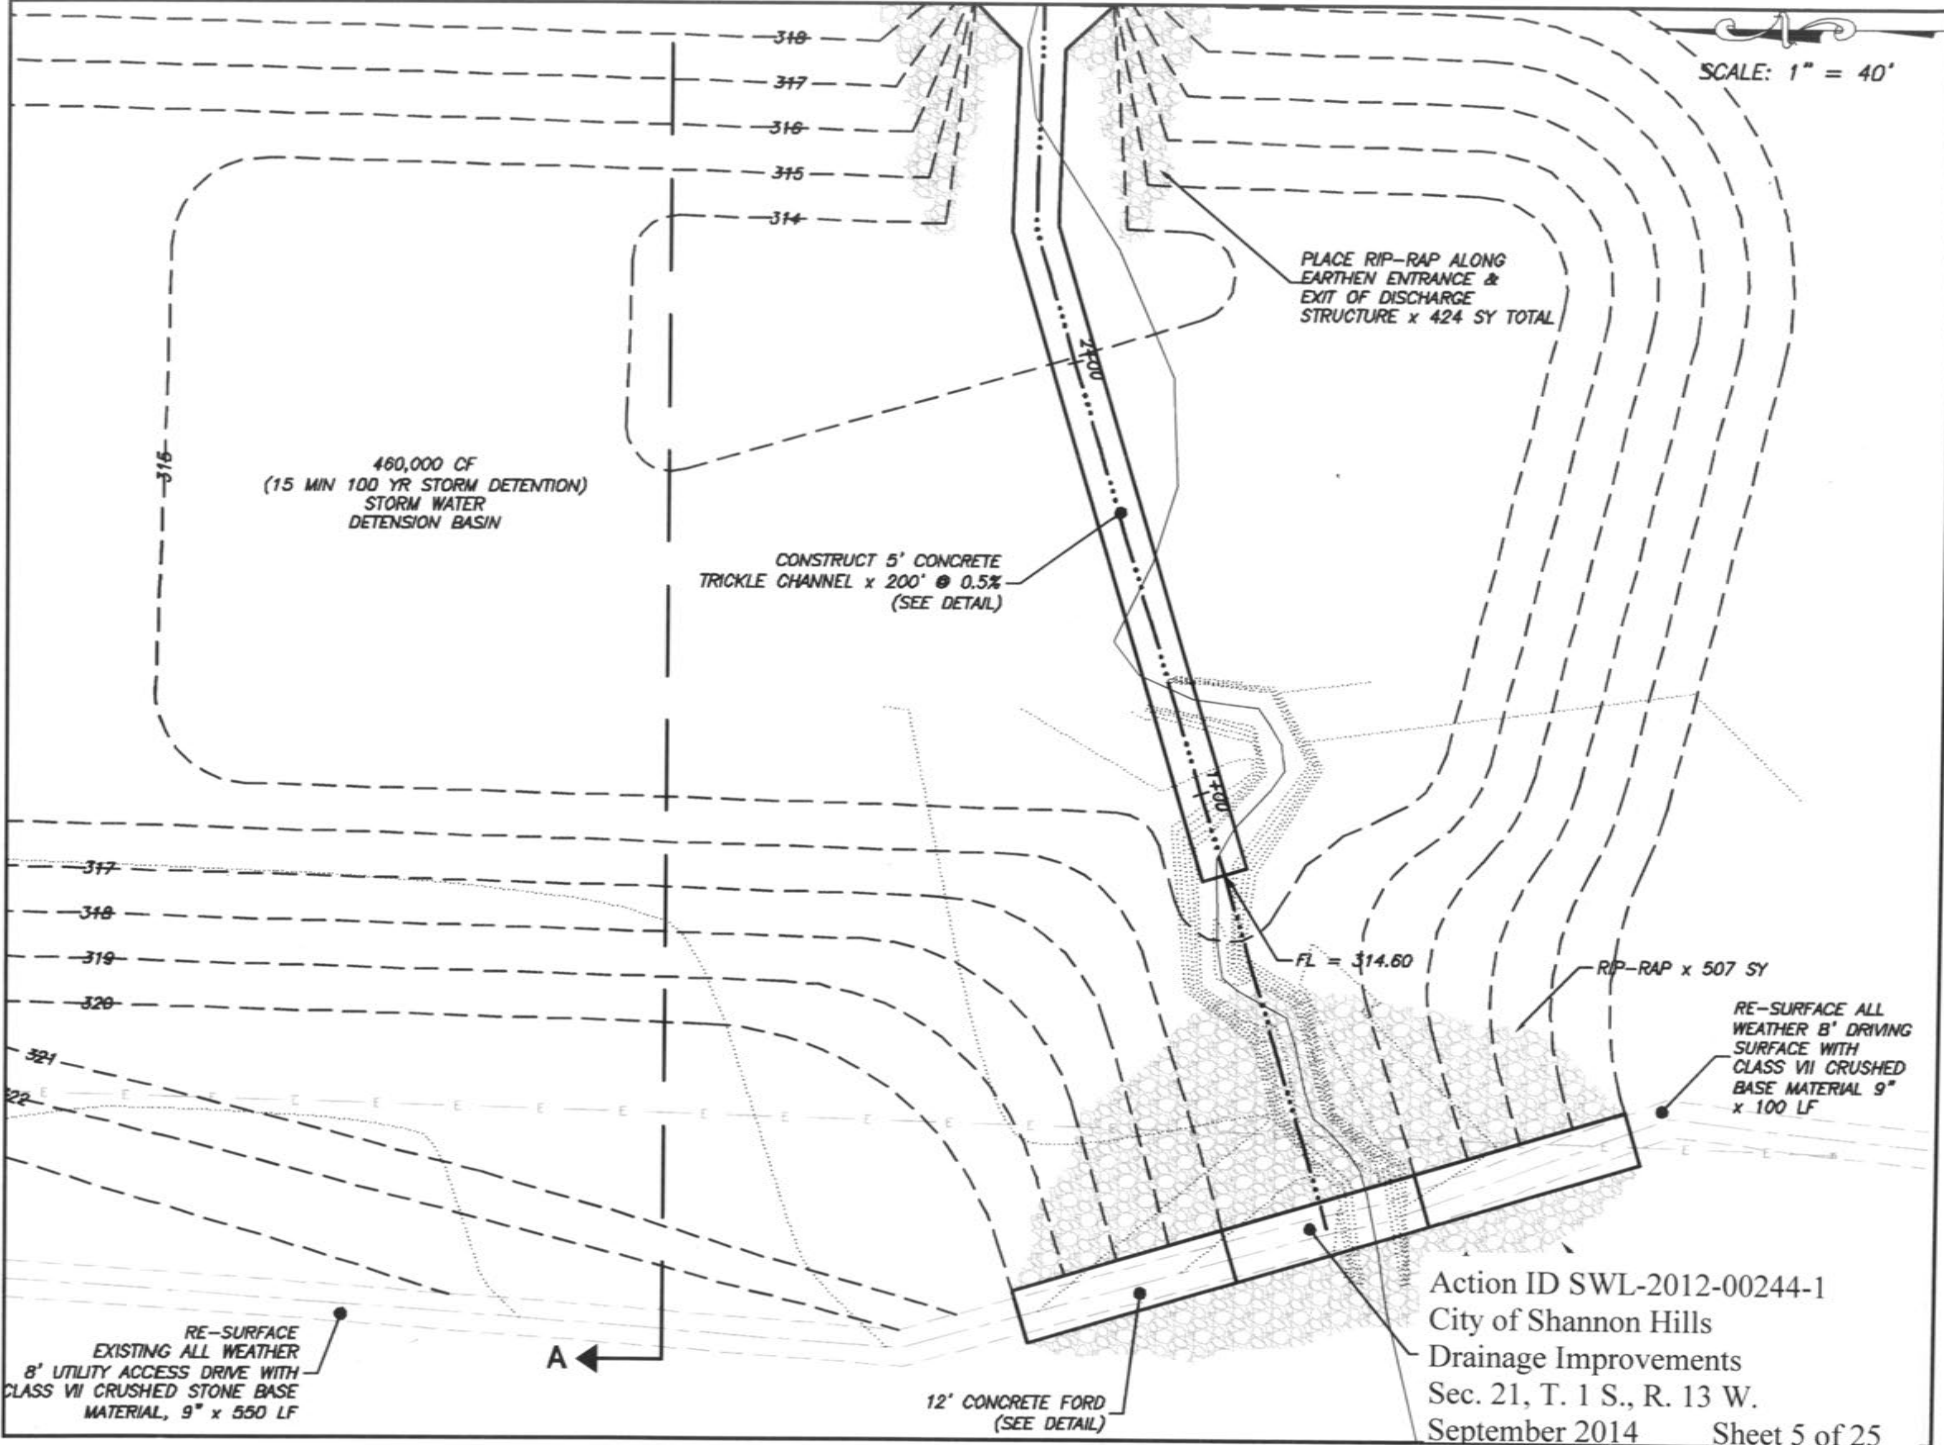 318
317
316
315
314
SCALE: 1" = 40'
PLACE RIP-RAP ALONG
EARTHEN ENTRANCE &
EXIT OF DISCHARGE
STRUCTURE x 424 SY TOTAL
2+00
315
460,000 CF
(15 MIN 100 YR STORM DETENTION)
STORM WATER
DETENSION BASIN
CONSTRUCT 5' CONCRETE
TRICKLE CHANNEL x 200' @ 0.5%
(SEE DETAIL)
1+00
317
318
319
320
321
322
FL = 314.60
RIP-RAP x 507 SY
RE-SURFACE ALL
WEATHER 8' DRIVING
SURFACE WITH
CLASS VII CRUSHED
BASE MATERIAL 9"
x 100 LF
E E E E E E E E E E E E E E E
RE-SURFACE
EXISTING ALL WEATHER
8' UTILITY ACCESS DRIVE WITH
CLASS VII CRUSHED STONE BASE
MATERIAL, 9" x 550 LF
A
12' CONCRETE FORD
(SEE DETAIL)
Action ID SWL-2012-00244-1
City of Shannon Hills
Drainage Improvements
Sec. 21, T. 1 S., R. 13 W.
September 2014 Sheet 5 of 25